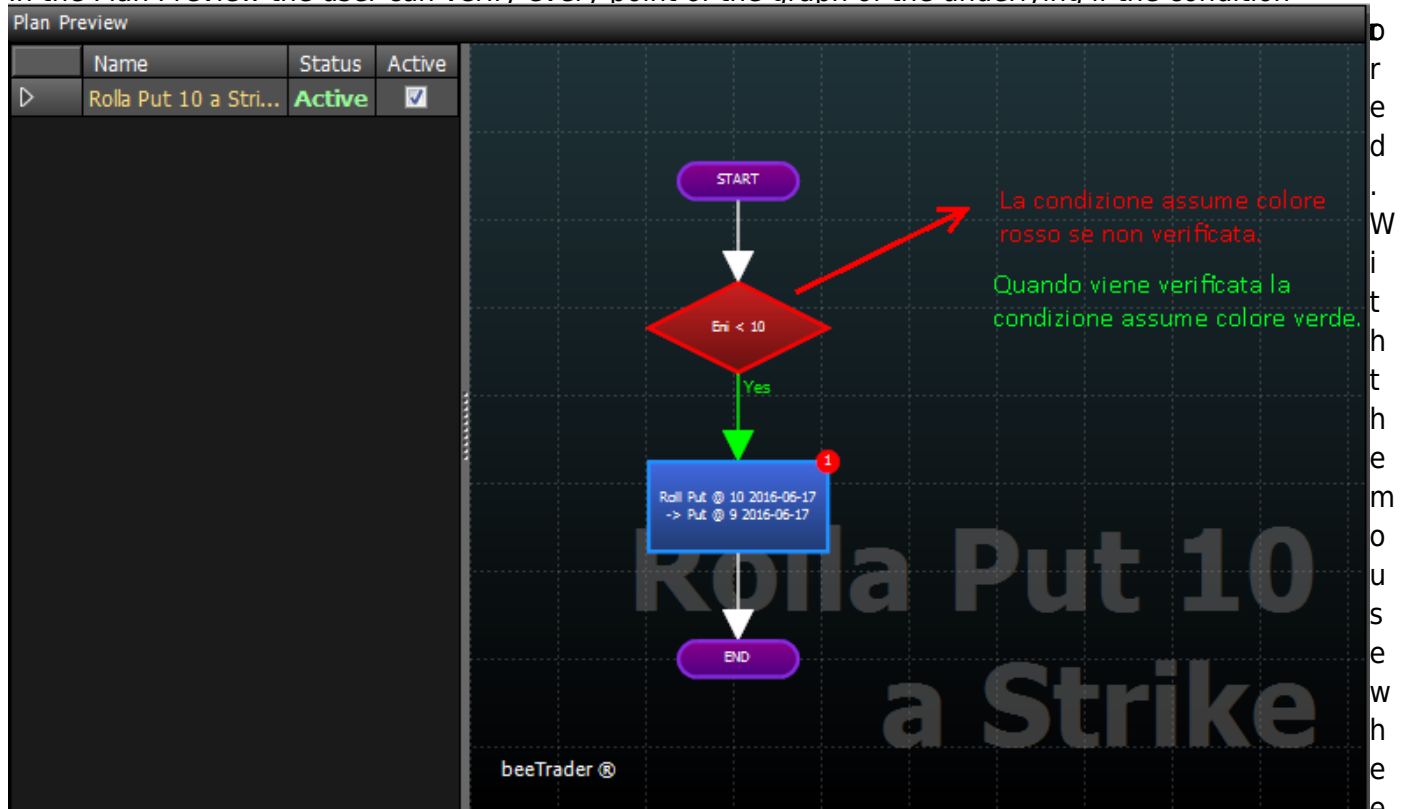 Plan Preview
Name Status Active
Rolla Put 10 a Stri... Active
START
La condizione assume colore
rosso se non verificata.
Quando viene verificata la
condizione assume colore verde.
Eni < 10
Yes
1
Roll Put @ 10 2016-06-17
-> Put @ 9 2016-06-17
Rolla Put 10
a Strike
END
beeTrader ®
r
e
d
.
W
i
t
h
t
h
e
m
o
u
s
e
w
h
e
e